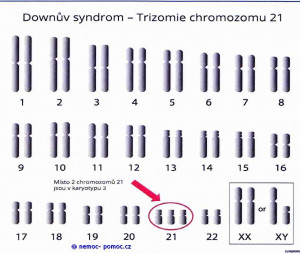 Downův syndrom – Trizomie chromozomu 21
1 2 3 4 5 6 7 8
9 10 11 12 13 14 15 16
Místo 2 chromozomů 21
jsou v karyotypu 3
17 18 19 20 21 22
or
XX XY
@ nemoc- pomoc.cz